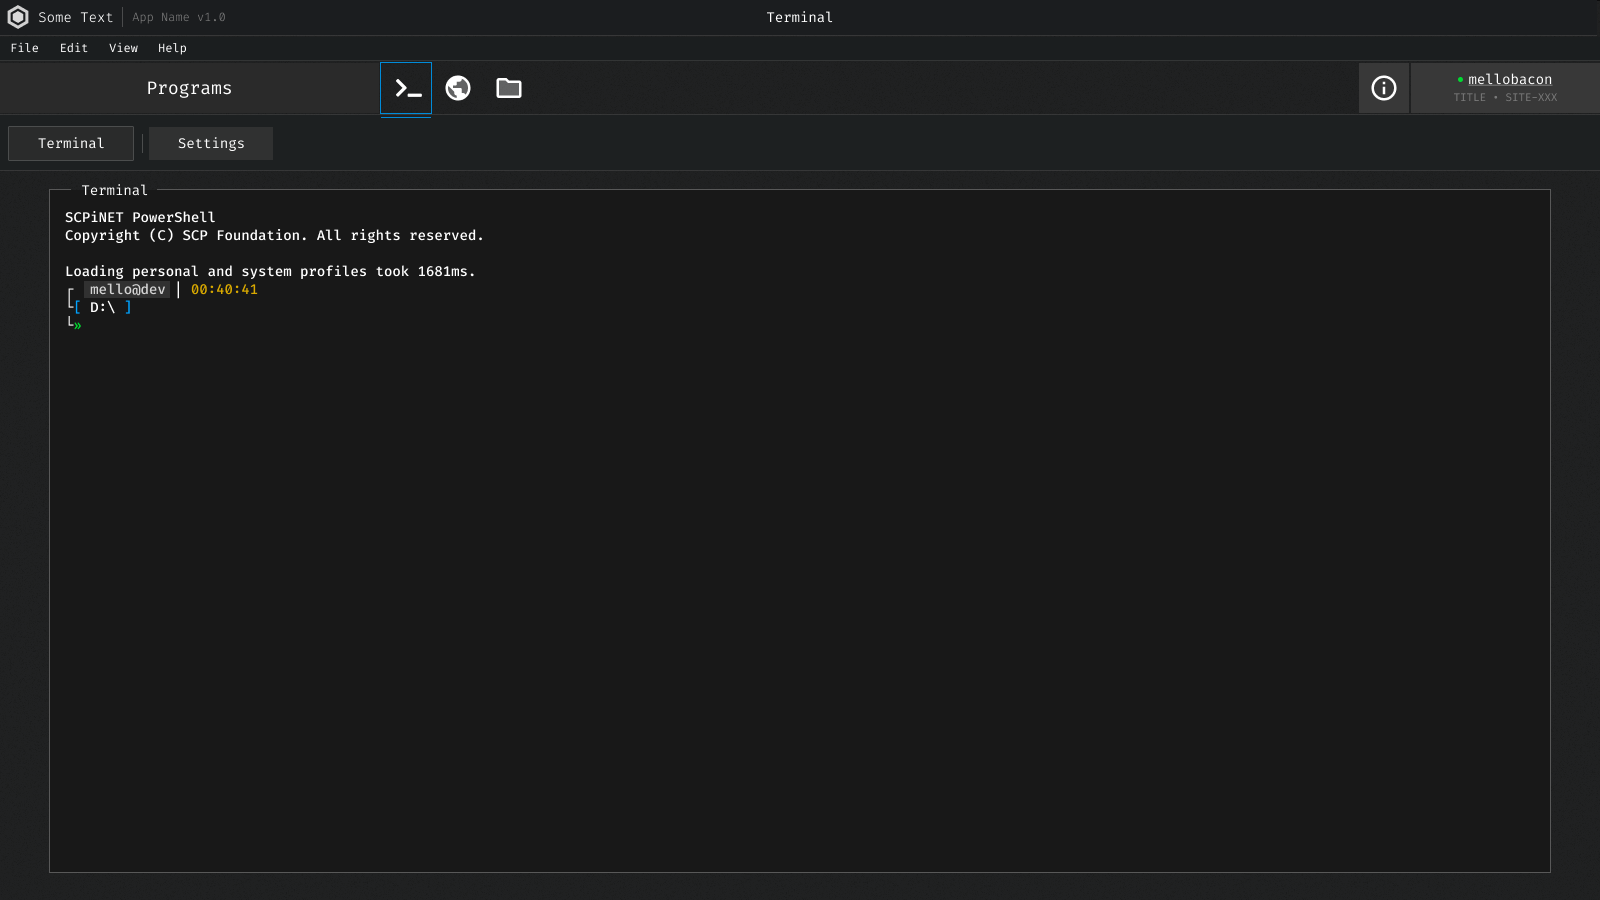 Some Text App Name v1.0 Terminal
File Edit View Help
Programs
mellobacon
TITLE • SITE-XXX
Terminal Settings
Terminal
SCPiNET PowerShell
Copyright (C) SCP Foundation. All rights reserved.
Loading personal and system profiles took 1681ms.
┌ mello@dev | 00:40:41
└[ D:\ ]
└»